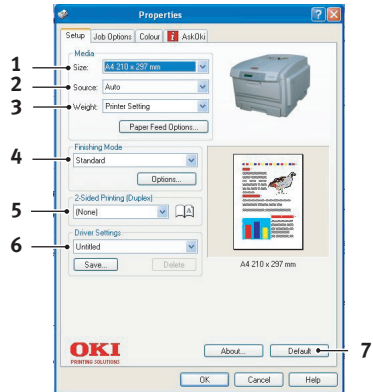 Properties
Setup Job Options Colour AskOki
Media
1 Size: A4 210 x 297 mm
2 Source: Auto
3 Weight: Printer Setting
Paper Feed Options...
Finishing Mode
4 Standard
Options...
2-Sided Printing (Duplex)
5 (None) A
Driver Settings
6 Untitled
Save... Delete
A4 210 x 297 mm
OKI
PRINTING SOLUTIONS
About... Default 7
OK Cancel Help